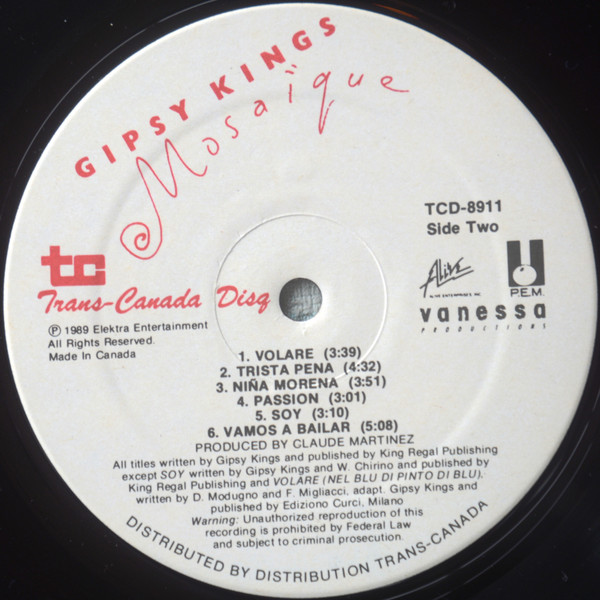 GIPSY KINGS
Mosaïque
TCD-8911
Side Two
tc
Trans-Canada Disq
Alive
ALIVE ENTERPRISES INC.
P.E.M.
vanessa
PRODUCTIONS
℗ 1989 Elektra Entertainment
All Rights Reserved.
Made In Canada
1. VOLARE (3:39)
2. TRISTA PENA (4:32)
3. NIÑA MORENA (3:51)
4. PASSION (3:01)
5. SOY (3:10)
6. VAMOS A BAILAR (5:08)
PRODUCED BY CLAUDE MARTINEZ
All titles written by Gipsy Kings and published by King Regal Publishing
except SOY written by Gipsy Kings and W. Chirino and published by
King Regal Publishing and VOLARE (NEL BLU DI PINTO DI BLU).
written by D. Modugno and F. Migliacci, adapt. Gipsy Kings and
published by Ediziono Curci, Milano
Warning: Unauthorized reproduction of this
recording is prohibited by Federal Law
and subject to criminal prosecution.
DISTRIBUTED BY DISTRIBUTION TRANS-CANADA